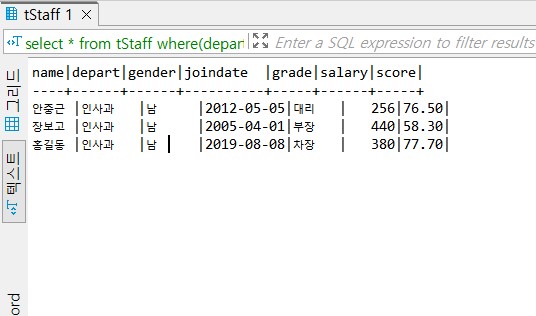 tStaff 1
select * from tStaff where(depar
Enter a SQL expression to filter results
그리드
텍스트
name|depart|gender|joindate  |grade|salary|score|
----+------+------+----------+-----+------+-----+
안중근 |인사과   |남     |2012-05-05|대리   |   256|76.50|
장보고 |인사과   |남     |2005-04-01|부장   |   440|58.30|
홍길동 |인사과   |남     |2019-08-08|차장   |   380|77.70|
ord